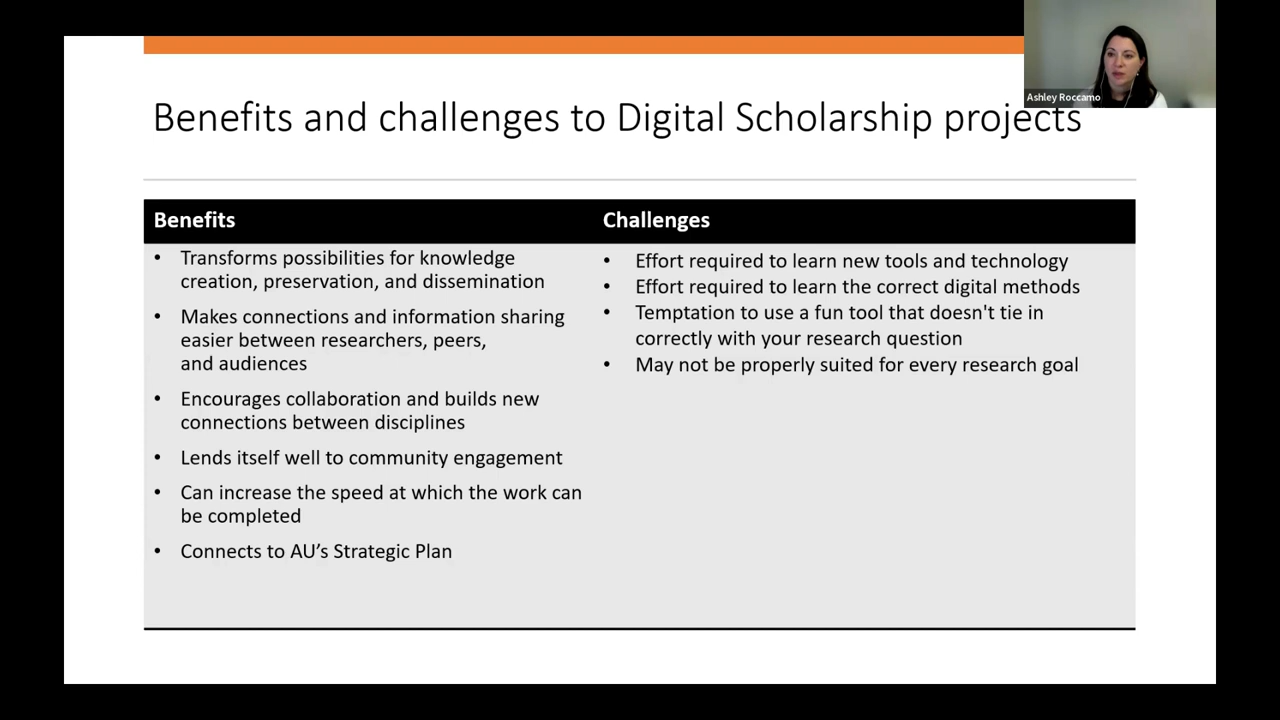 Ashley Roccamo
Benefits and challenges to Digital Scholarship projects
Benefits
• Transforms possibilities for knowledge
creation, preservation, and dissemination
• Makes connections and information sharing
easier between researchers, peers,
and audiences
• Encourages collaboration and builds new
connections between disciplines
• Lends itself well to community engagement
• Can increase the speed at which the work can
be completed
• Connects to AU’s Strategic Plan
Challenges
• Effort required to learn new tools and technology
• Effort required to learn the correct digital methods
• Temptation to use a fun tool that doesn't tie in
correctly with your research question
• May not be properly suited for every research goal